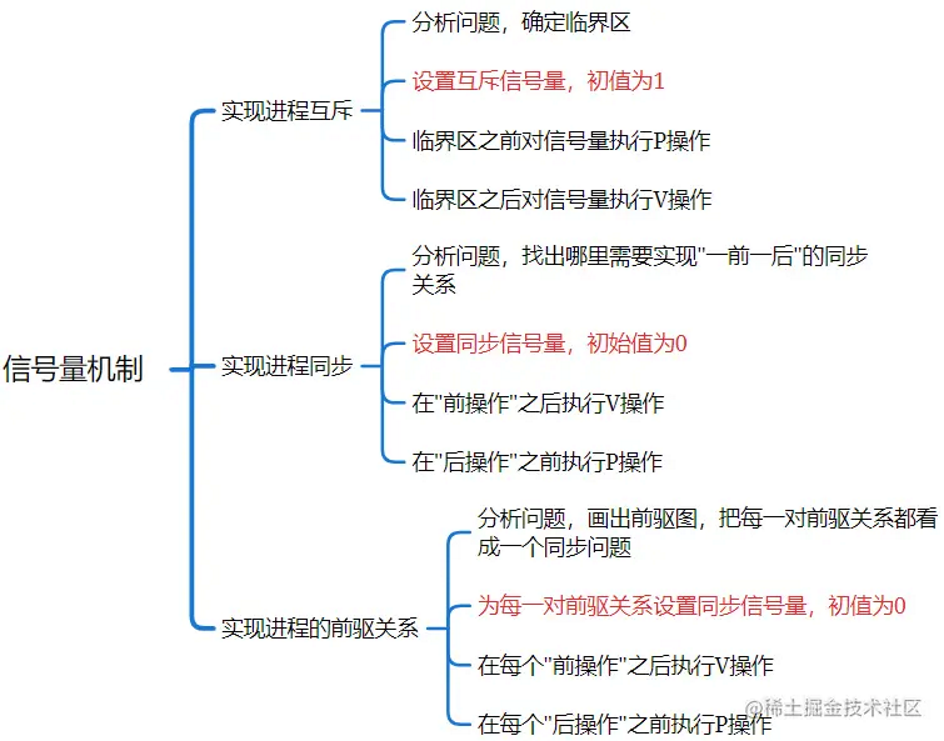 分析问题，确定临界区
设置互斥信号量，初值为1
实现进程互斥
临界区之前对信号量执行P操作
临界区之后对信号量执行V操作
分析问题，找出哪里需要实现"一前一后"的同步
关系
设置同步信号量，初始值为0
信号量机制
实现进程同步
在"前操作"之后执行V操作
在"后操作"之前执行P操作
分析问题，画出前驱图，把每一对前驱关系都看
成一个同步问题
为每一对前驱关系设置同步信号量，初值为0
实现进程的前驱关系
在每个"前操作"之后执行V操作
在每个"后操作"之前执行P操作
@稀土掘金技术社区